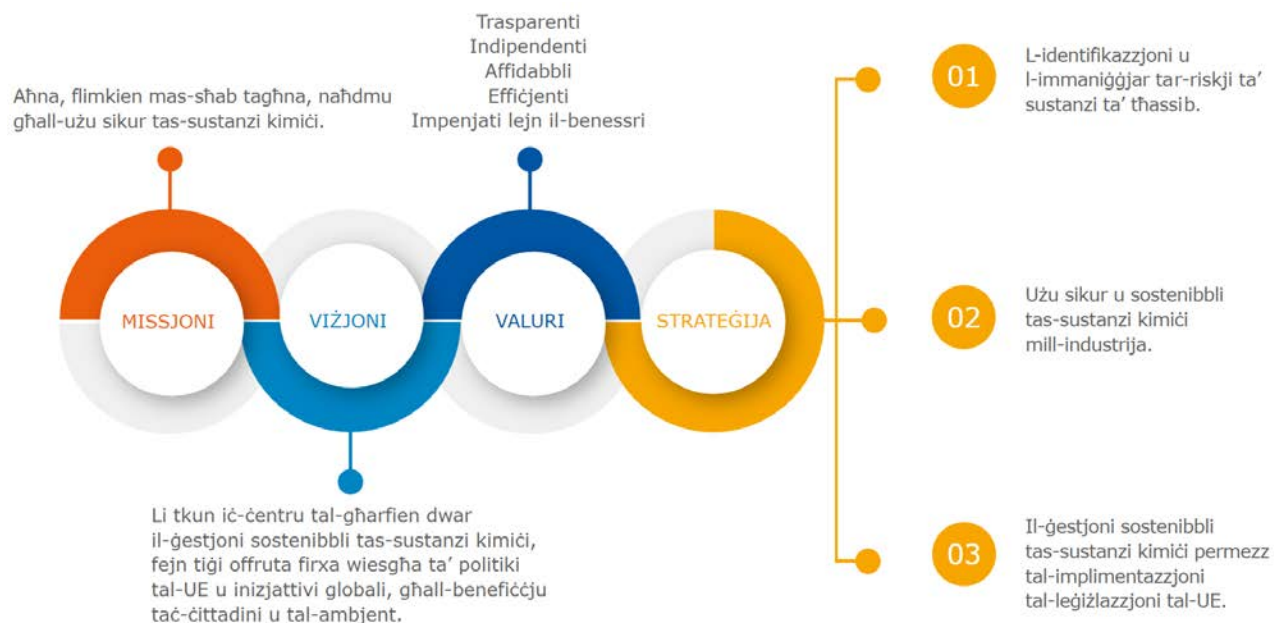 Aħna, flimkien mas-sħab tagħna, naħdmu
għall-użu sikur tas-sustanzi kimiċi.
MISSJONI
Li tkun iċ-ċentru tal-għarfien dwar
il-ġestjoni sostenibbli tas-sustanzi kimiċi,
fejn tiġi offruta firxa wiesgħa ta’ politiki
tal-UE u inizjattivi globali, għall-benefiċċju
taċ-ċittadini u tal-ambjent.
VIŻJONI
Trasparenti
Indipendenti
Affidabbli
Effiċjenti
Impenjati lejn il-benessri
VALURI
STRATEĠIJA
01
L-identifikazzjoni u
l-immaniġġjar tar-riskji ta’
sustanzi ta’ tħassib.
02
Użu sikur u sostenibbli
tas-sustanzi kimiċi
mill-industrija.
03
Il-ġestjoni sostenibbli
tas-sustanzi kimiċi permezz
tal-implimentazzjoni
tal-leġiżlazzjoni tal-UE.